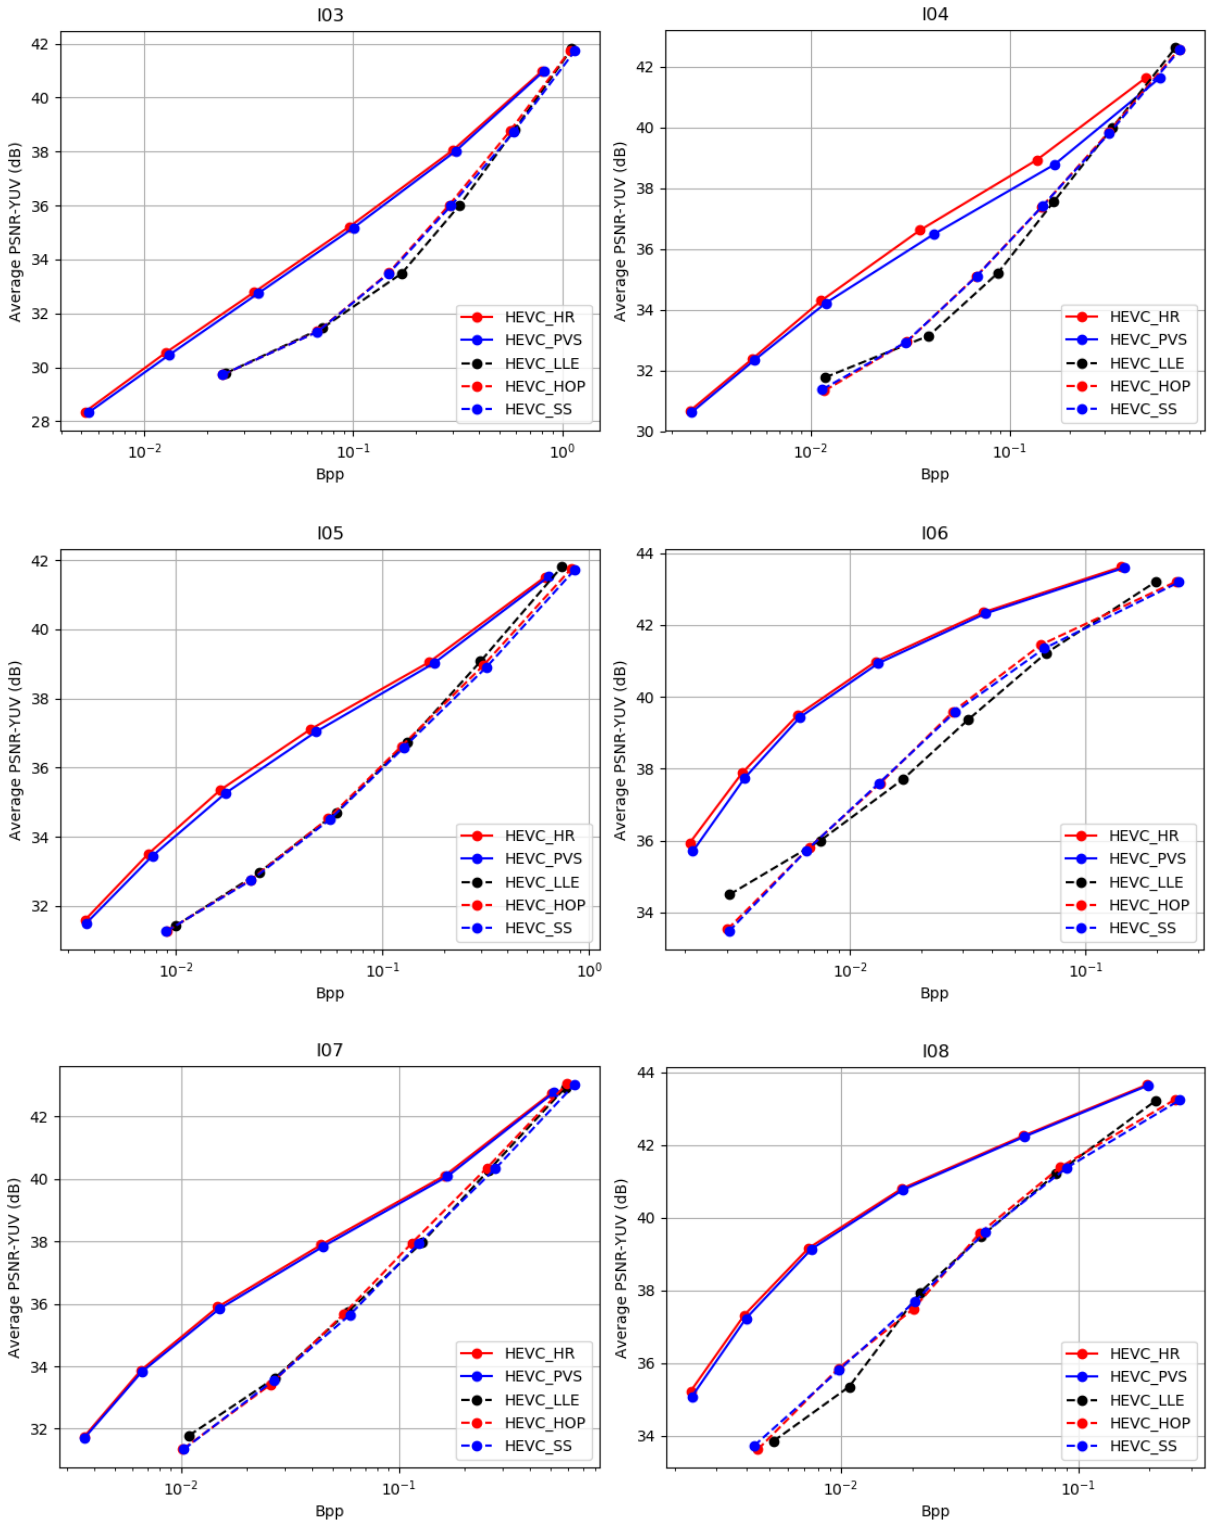 I03
Average PSNR-YUV (dB)
42
40
38
36
34
32
30
28
10⁻²
10⁻¹
10⁰
Bpp
HEVC_HR
HEVC_PVS
HEVC_LLE
HEVC_HOP
HEVC_SS
I04
Average PSNR-YUV (dB)
42
40
38
36
34
32
30
10⁻²
10⁻¹
Bpp
HEVC_HR
HEVC_PVS
HEVC_LLE
HEVC_HOP
HEVC_SS
I05
Average PSNR-YUV (dB)
42
40
38
36
34
32
10⁻²
10⁻¹
10⁰
Bpp
HEVC_HR
HEVC_PVS
HEVC_LLE
HEVC_HOP
HEVC_SS
I06
Average PSNR-YUV (dB)
44
42
40
38
36
34
10⁻²
10⁻¹
Bpp
HEVC_HR
HEVC_PVS
HEVC_LLE
HEVC_HOP
HEVC_SS
I07
Average PSNR-YUV (dB)
42
40
38
36
34
32
10⁻²
10⁻¹
Bpp
HEVC_HR
HEVC_PVS
HEVC_LLE
HEVC_HOP
HEVC_SS
I08
Average PSNR-YUV (dB)
44
42
40
38
36
34
10⁻²
10⁻¹
Bpp
HEVC_HR
HEVC_PVS
HEVC_LLE
HEVC_HOP
HEVC_SS